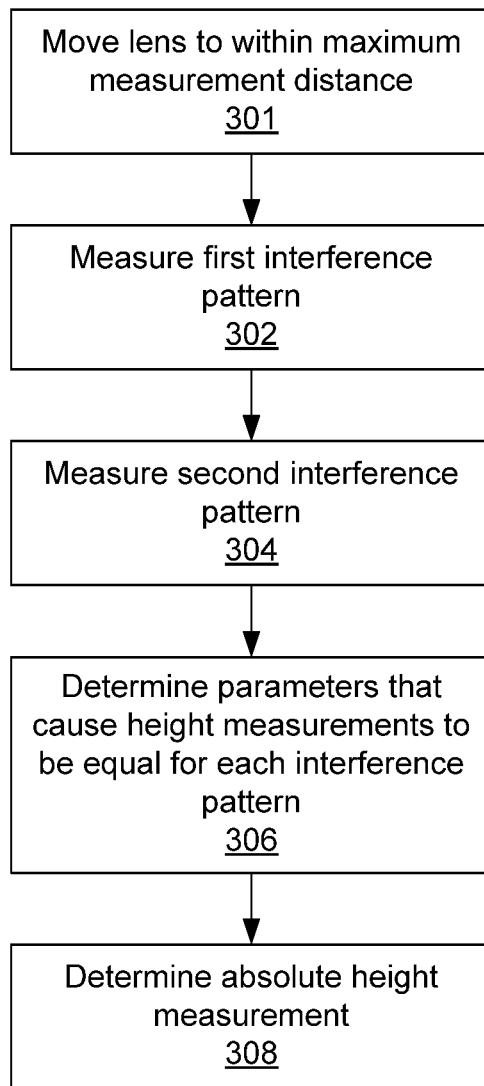 Move lens to within maximum
measurement distance
301
Measure first interference
pattern
302
Measure second interference
pattern
304
Determine parameters that
cause height measurements to
be equal for each interference
pattern
306
Determine absolute height
measurement
308